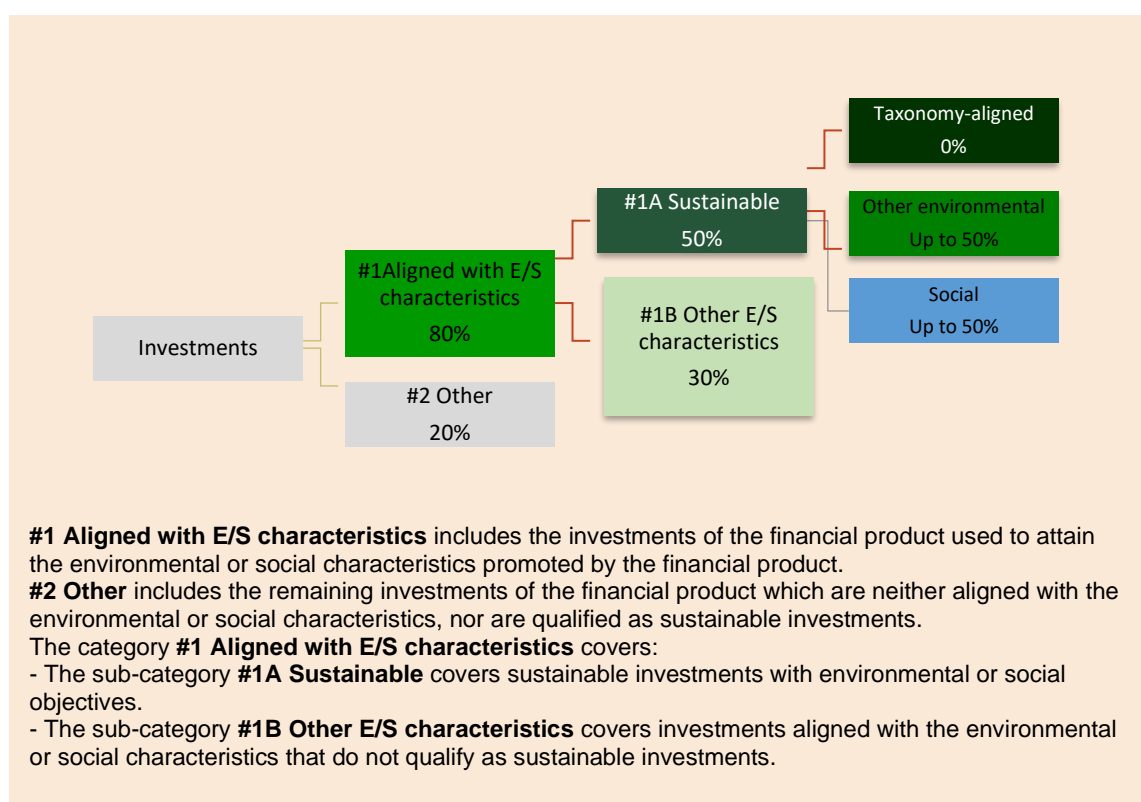 Taxonomy-aligned
0%
#1A Sustainable
50%
Other environmental
Up to 50%
#1Aligned with E/S
characteristics
80%
Social
Up to 50%
#1B Other E/S
characteristics
30%
Investments
#2 Other
20%
#1 Aligned with E/S characteristics includes the investments of the financial product used to attain
the environmental or social characteristics promoted by the financial product.
#2 Other includes the remaining investments of the financial product which are neither aligned with the
environmental or social characteristics, nor are qualified as sustainable investments.
The category #1 Aligned with E/S characteristics covers:
- The sub-category #1A Sustainable covers sustainable investments with environmental or social
objectives.
- The sub-category #1B Other E/S characteristics covers investments aligned with the environmental
or social characteristics that do not qualify as sustainable investments.